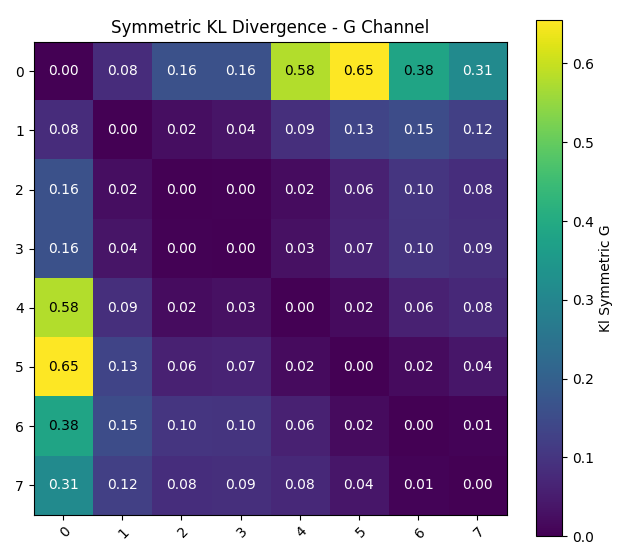 Symmetric KL Divergence - G Channel
0 0.00 0.08 0.16 0.16 0.58 0.65 0.38 0.31
1 0.08 0.00 0.02 0.04 0.09 0.13 0.15 0.12
2 0.16 0.02 0.00 0.00 0.02 0.06 0.10 0.08
3 0.16 0.04 0.00 0.00 0.03 0.07 0.10 0.09
4 0.58 0.09 0.02 0.03 0.00 0.02 0.06 0.08
5 0.65 0.13 0.06 0.07 0.02 0.00 0.02 0.04
6 0.38 0.15 0.10 0.10 0.06 0.02 0.00 0.01
7 0.31 0.12 0.08 0.09 0.08 0.04 0.01 0.00
0 1 2 3 4 5 6 7
0.6
0.5
0.4
0.3
0.2
0.1
0.0
Kl Symmetric G